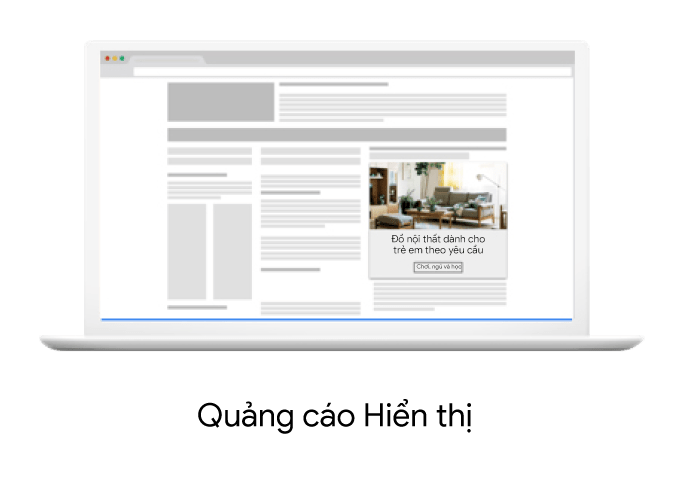 Đồ nội thất dành cho
trẻ em theo yêu cầu
Chơi, ngủ và học
Quảng cáo Hiển thị